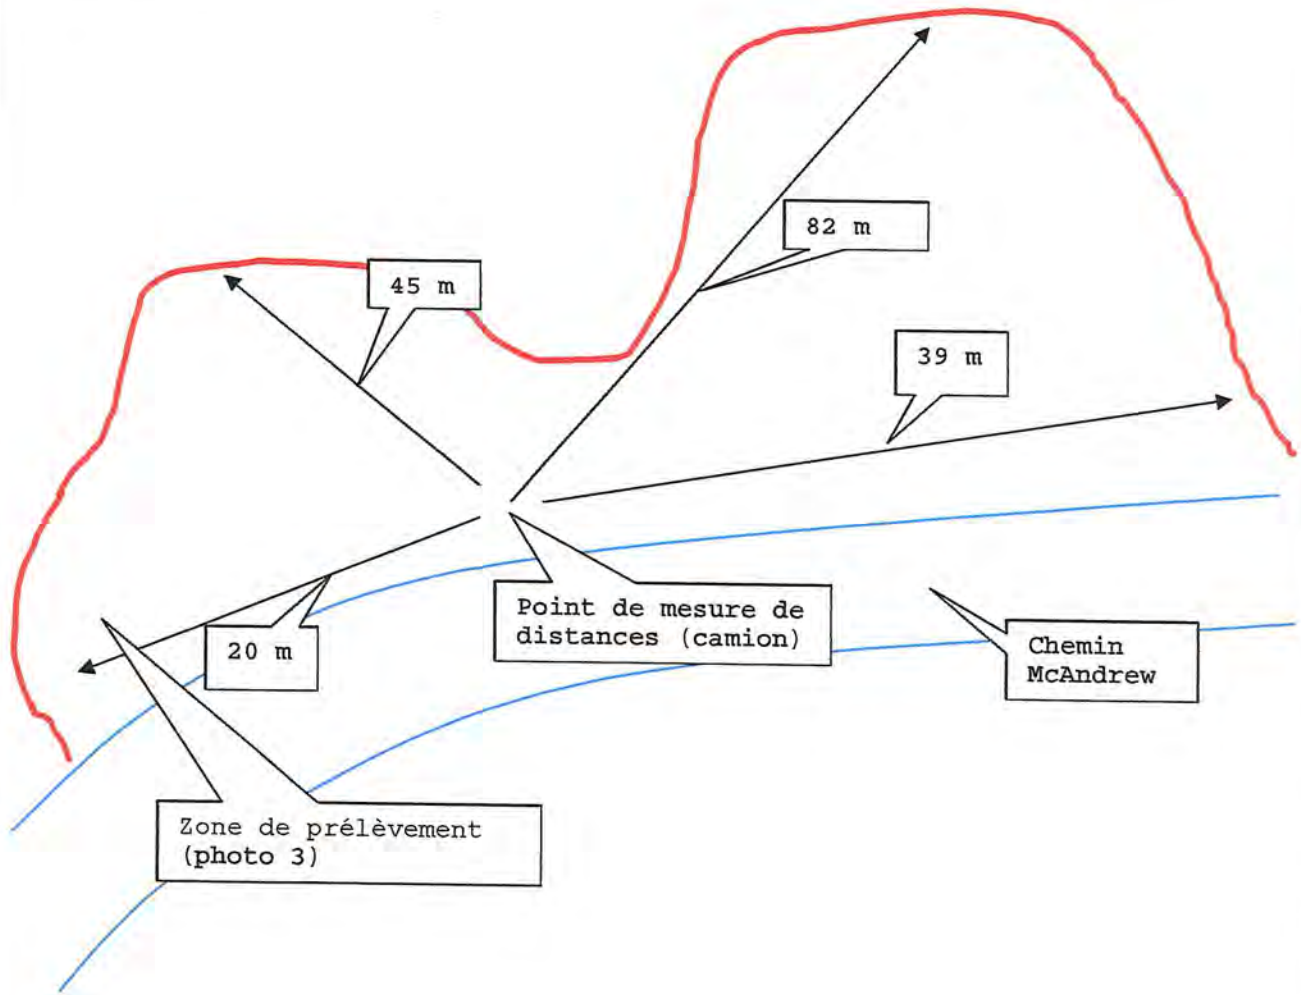 82 m
45 m
39 m
Point de mesure de
distances (camion)
20 m
Chemin
McAndrew
Zone de prélèvement
(photo 3)